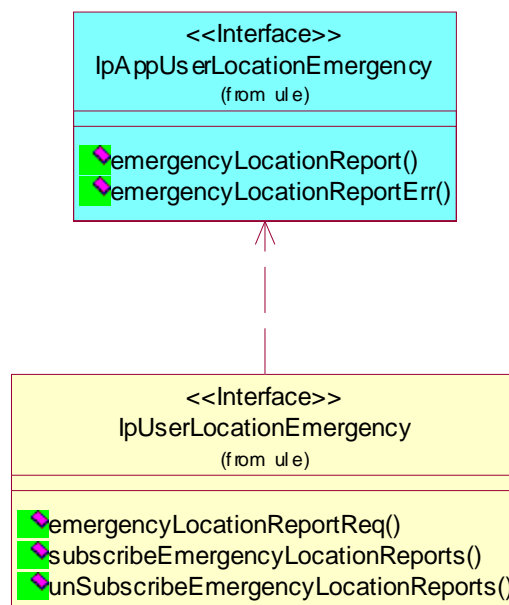 <<Interface>>
IpAppUserLocationEmergency
(from ule)
emergencyLocationReport()
emergencyLocationReportErr()
<<Interface>>
IpUserLocationEmergency
(from ule)
emergencyLocationReportReq()
subscribeEmergencyLocationReports()
unSubscribeEmergencyLocationReports()